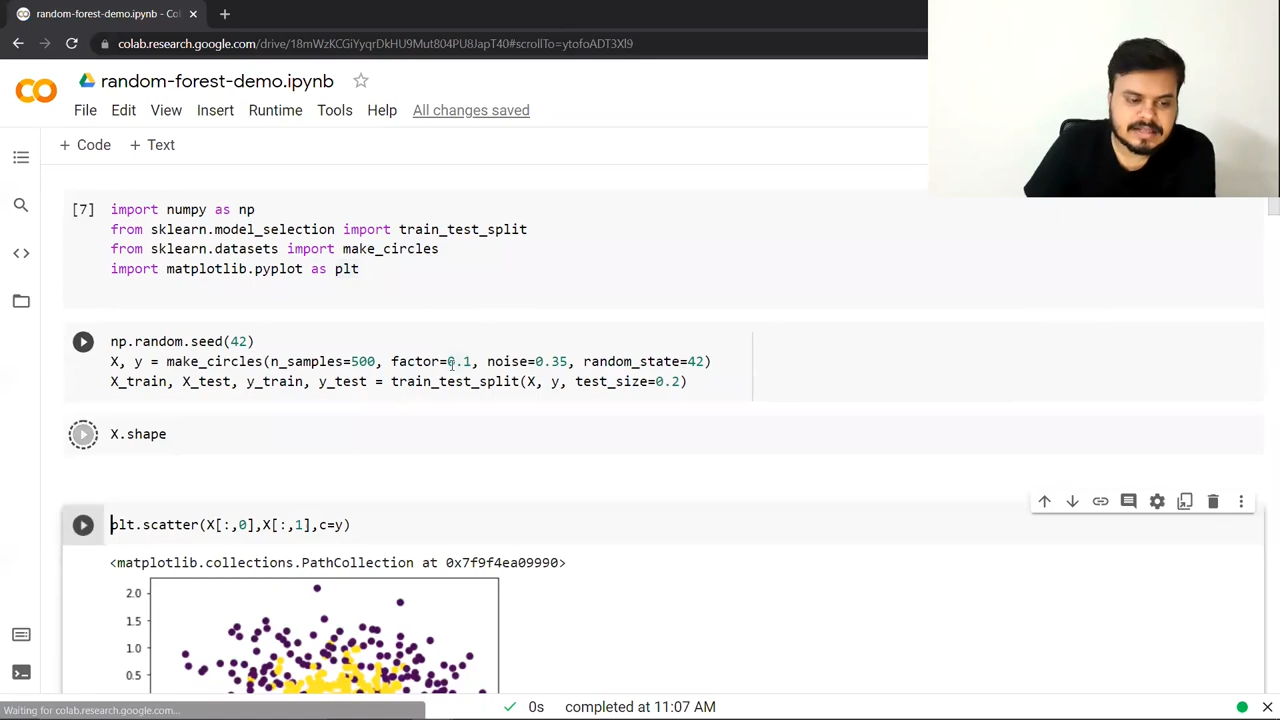 random-forest-demo.ipynb - Col
colab.research.google.com/drive/18mWzKCGiYyqrDkHU9Mut804PU8JapT40#scrollTo=ytofoADT3Xl9
random-forest-demo.ipynb
File Edit View Insert Runtime Tools Help All changes saved
+ Code + Text
[7] import numpy as np
from sklearn.model_selection import train_test_split
from sklearn.datasets import make_circles
import matplotlib.pyplot as plt
np.random.seed(42)
X, y = make_circles(n_samples=500, factor=0.1, noise=0.35, random_state=42)
X_train, X_test, y_train, y_test = train_test_split(X, y, test_size=0.2)
X.shape
plt.scatter(X[:,0],X[:,1],c=y)
<matplotlib.collections.PathCollection at 0x7f9f4ea09990>
2.0
1.5
1.0
0.5
Waiting for colab.research.google.com...
0s completed at 11:07 AM